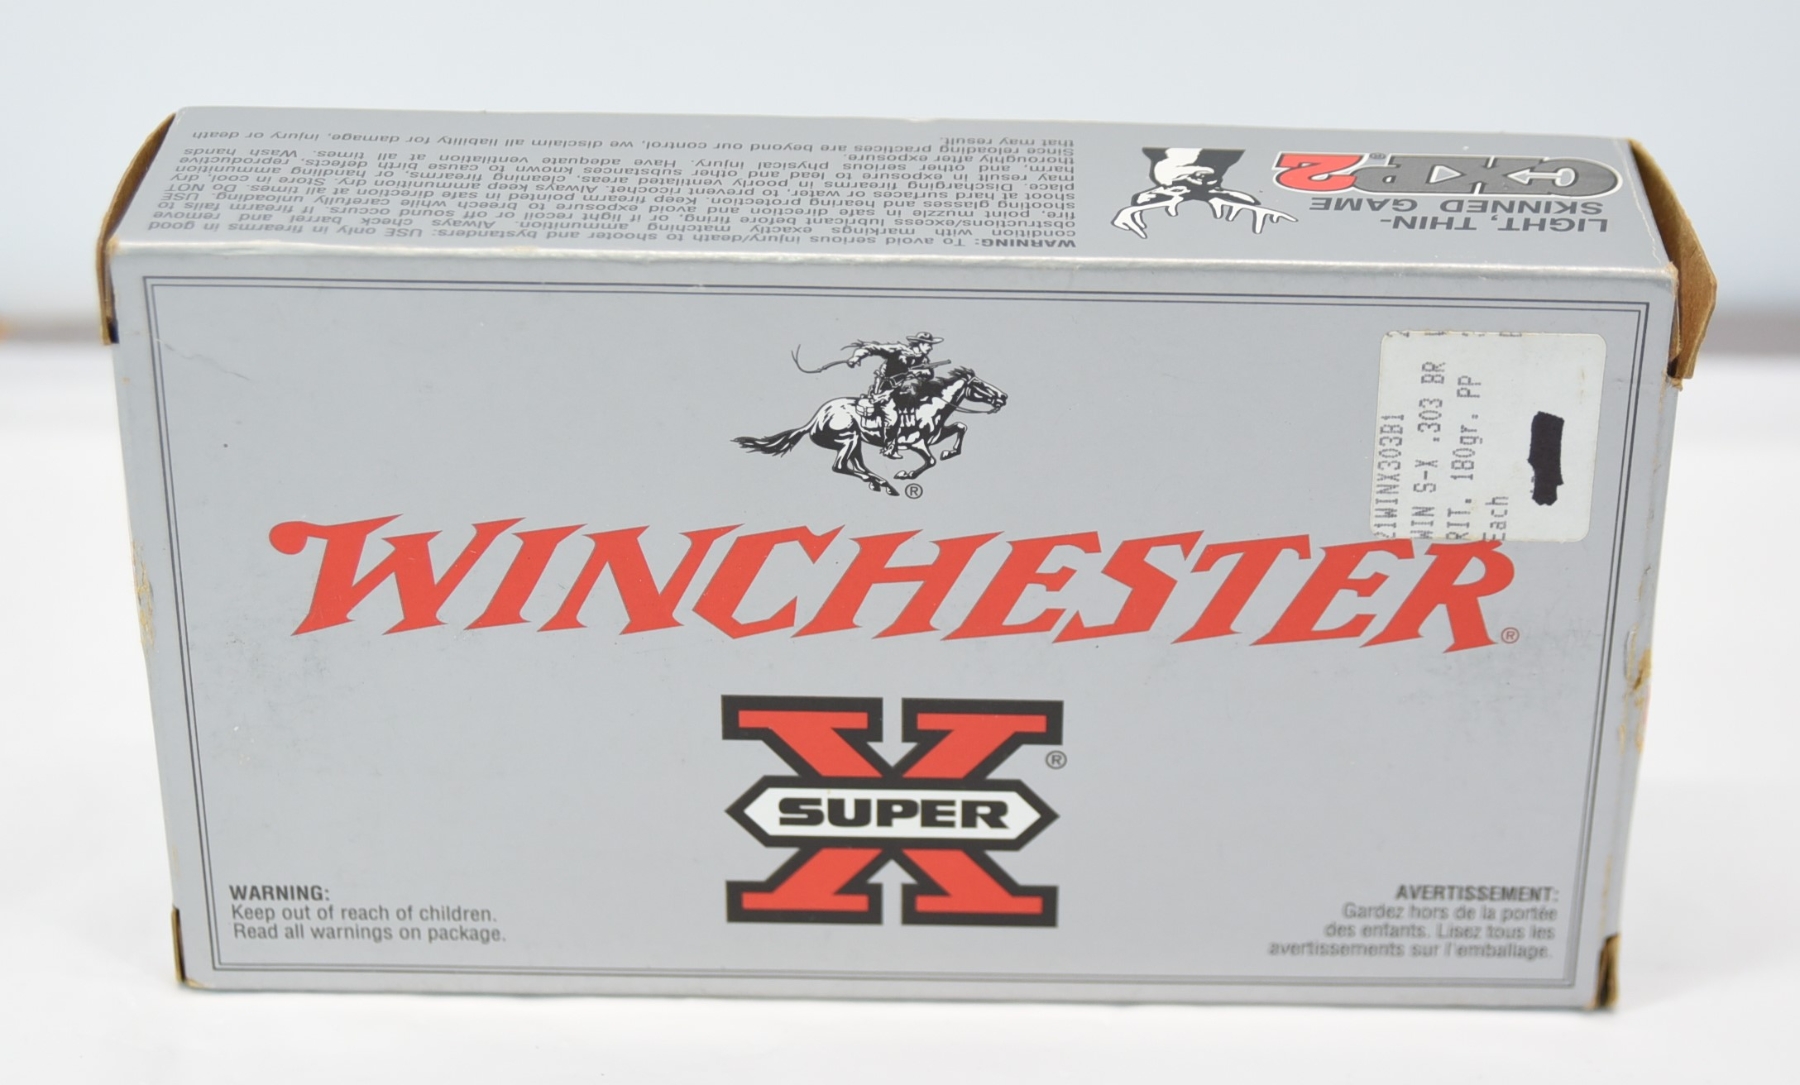 WARNING: To avoid serious injury/death to shooter and bystanders: USE only in firearms in good
condition with markings exactly matching ammunition. Always check barrel and remove
obstructions/excess lubricant before firing, or if light recoil or off sound occurs. If firearm fails to
fire, point muzzle in safe direction and avoid exposure to breech while carefully unloading. USE
shooting glasses and hearing protection. Keep firearm pointed in safe direction at all times. Do NOT
shoot at hard surfaces or water, to prevent ricochet. Always keep ammunition dry. Store in cool, dry,
place. Discharging firearms in poorly ventilated areas, cleaning firearms, or handling ammunition
may result in exposure to lead and other substances known to cause birth defects, reproductive
harm, and other serious physical injury. Have adequate ventilation at all times. Wash hands
thoroughly after exposure.
Since reloading practices are beyond our control, we disclaim all liability for damage, injury or death
that may result.
LIGHT, THIN-
SKINNED GAME
CXP2®
21WINX303B1
WIN S-X .303 BR
RIT. 180gr. PP
Each
®
WINCHESTER®
X®
SUPER
WARNING:
Keep out of reach of children.
Read all warnings on package.
AVERTISSEMENT:
Gardez hors de la portée
des enfants. Lisez tous les
avertissements sur l'emballage.